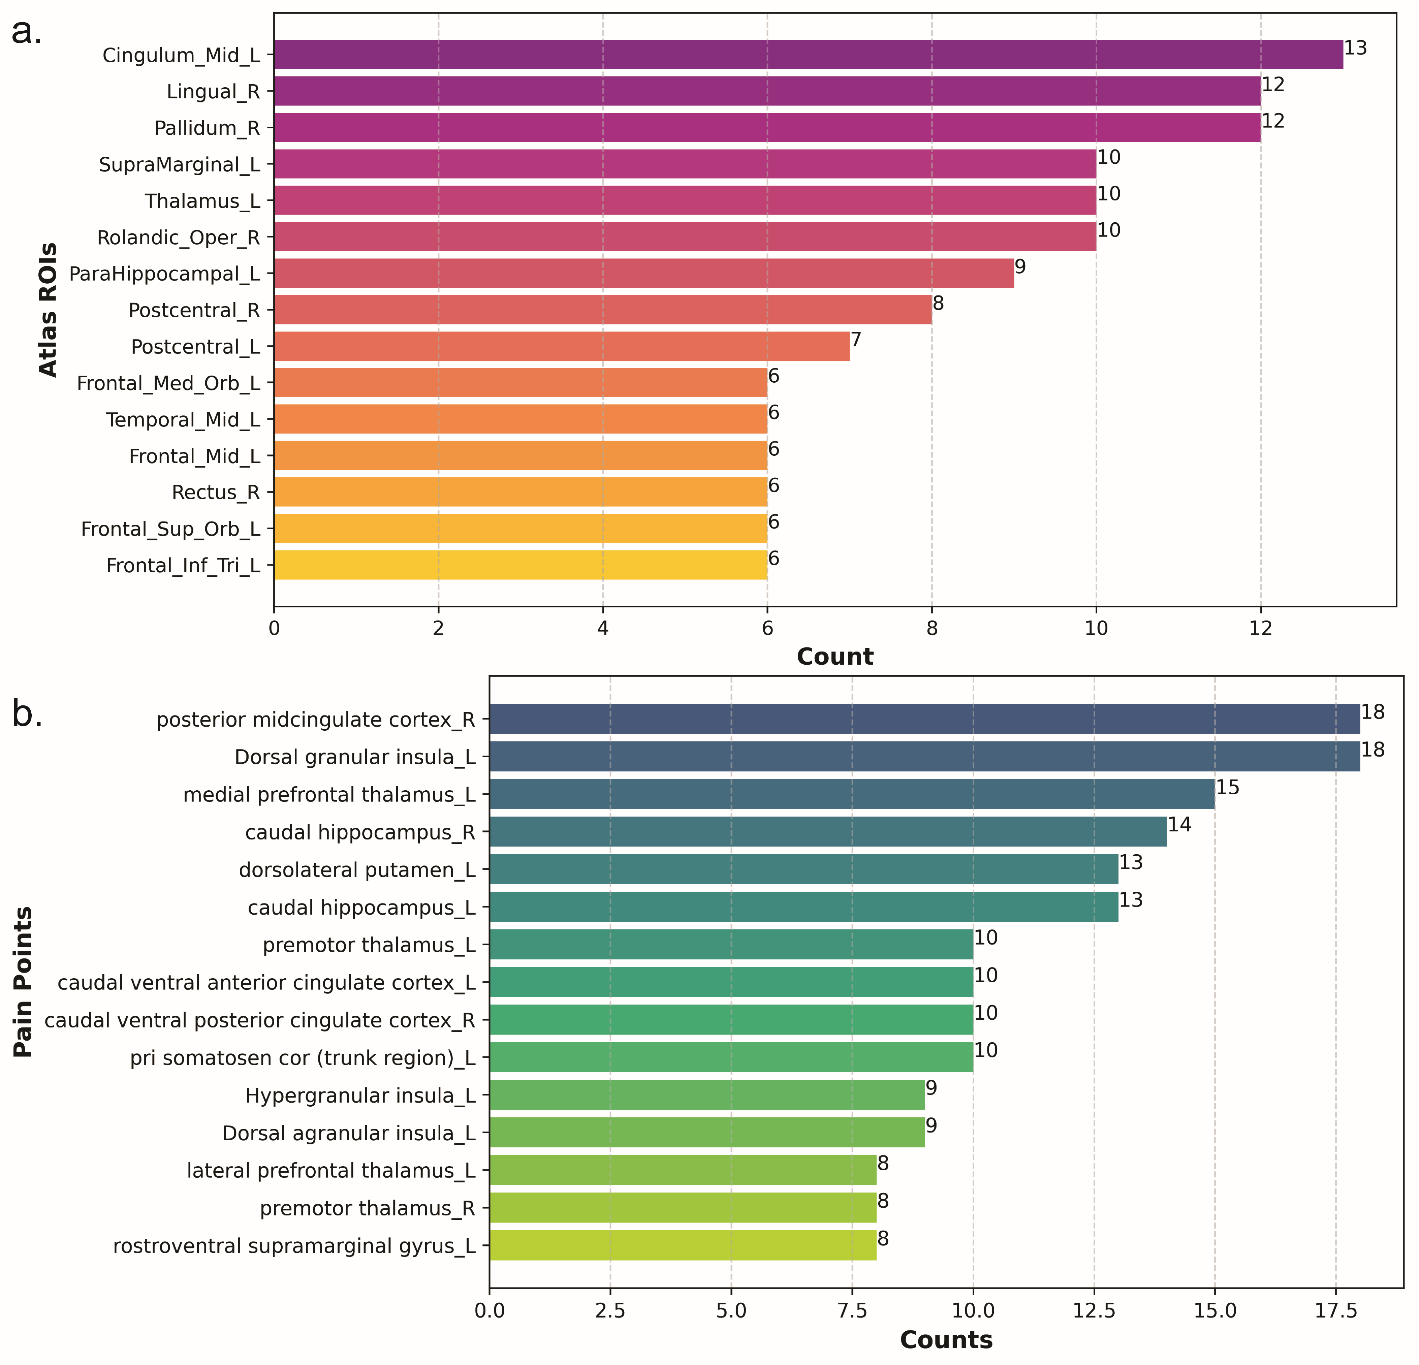 a.
Atlas ROIs
Cingulum_Mid_L 13
Lingual_R 12
Pallidum_R 12
SupraMarginal_L 10
Thalamus_L 10
Rolandic_Oper_R 10
ParaHippocampal_L 9
Postcentral_R 8
Postcentral_L 7
Frontal_Med_Orb_L 6
Temporal_Mid_L 6
Frontal_Mid_L 6
Rectus_R 6
Frontal_Sup_Orb_L 6
Frontal_Inf_Tri_L 6
0 2 4 6 8 10 12
Count
b.
Pain Points
posterior midcingulate cortex_R 18
Dorsal granular insula_L 18
medial prefrontal thalamus_L 15
caudal hippocampus_R 14
dorsolateral putamen_L 13
caudal hippocampus_L 13
premotor thalamus_L 10
caudal ventral anterior cingulate cortex_L 10
caudal ventral posterior cingulate cortex_R 10
pri somatosen cor (trunk region)_L 10
Hypergranular insula_L 9
Dorsal agranular insula_L 9
lateral prefrontal thalamus_L 8
premotor thalamus_R 8
rostroventral supramarginal gyrus_L 8
0.0 2.5 5.0 7.5 10.0 12.5 15.0 17.5
Counts